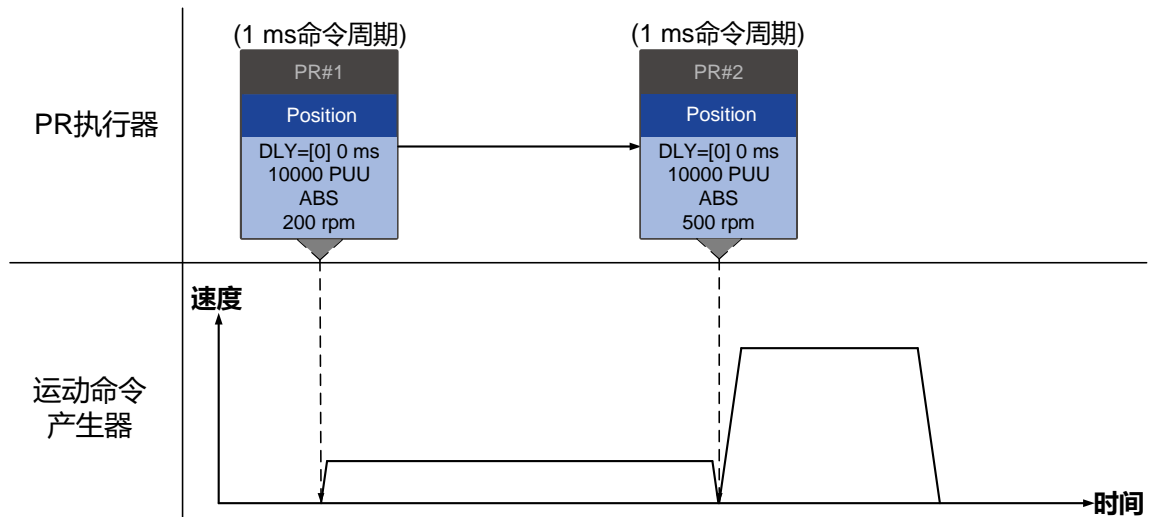 (1 ms命令周期)
(1 ms命令周期)
PR#1
PR#2
PR执行器
Position
Position
DLY=[0] 0 ms
10000 PUU
ABS
200 rpm
DLY=[0] 0 ms
10000 PUU
ABS
500 rpm
速度
运动命令
产生器
时间